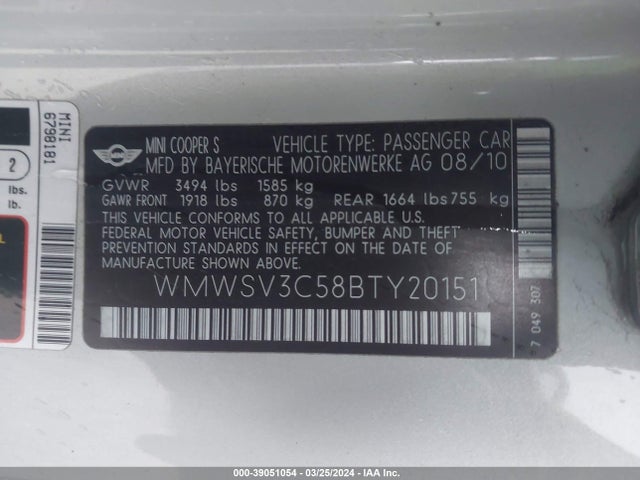 MINI
6798181
2
lbs.
lb.
L
MINI
MINI COOPER S VEHICLE TYPE: PASSENGER CAR
MFD BY BAYERISCHE MOTORENWERKE AG 08/10
GVWR 3494 lbs 1585 kg
GAWR FRONT 1918 lbs 870 kg REAR 1664 lbs 755 kg
THIS VEHICLE CONFORMS TO ALL APPLICABLE U.S.
FEDERAL MOTOR VEHICLE SAFETY, BUMPER AND THEFT
PREVENTION STANDARDS IN EFFECT ON THE DATE OF
MANUFACTURE SHOWN ABOVE.
WMWSV3C58BTY20151
7 049 307
000-39051054 / 03/25/2024 - IAA Inc.